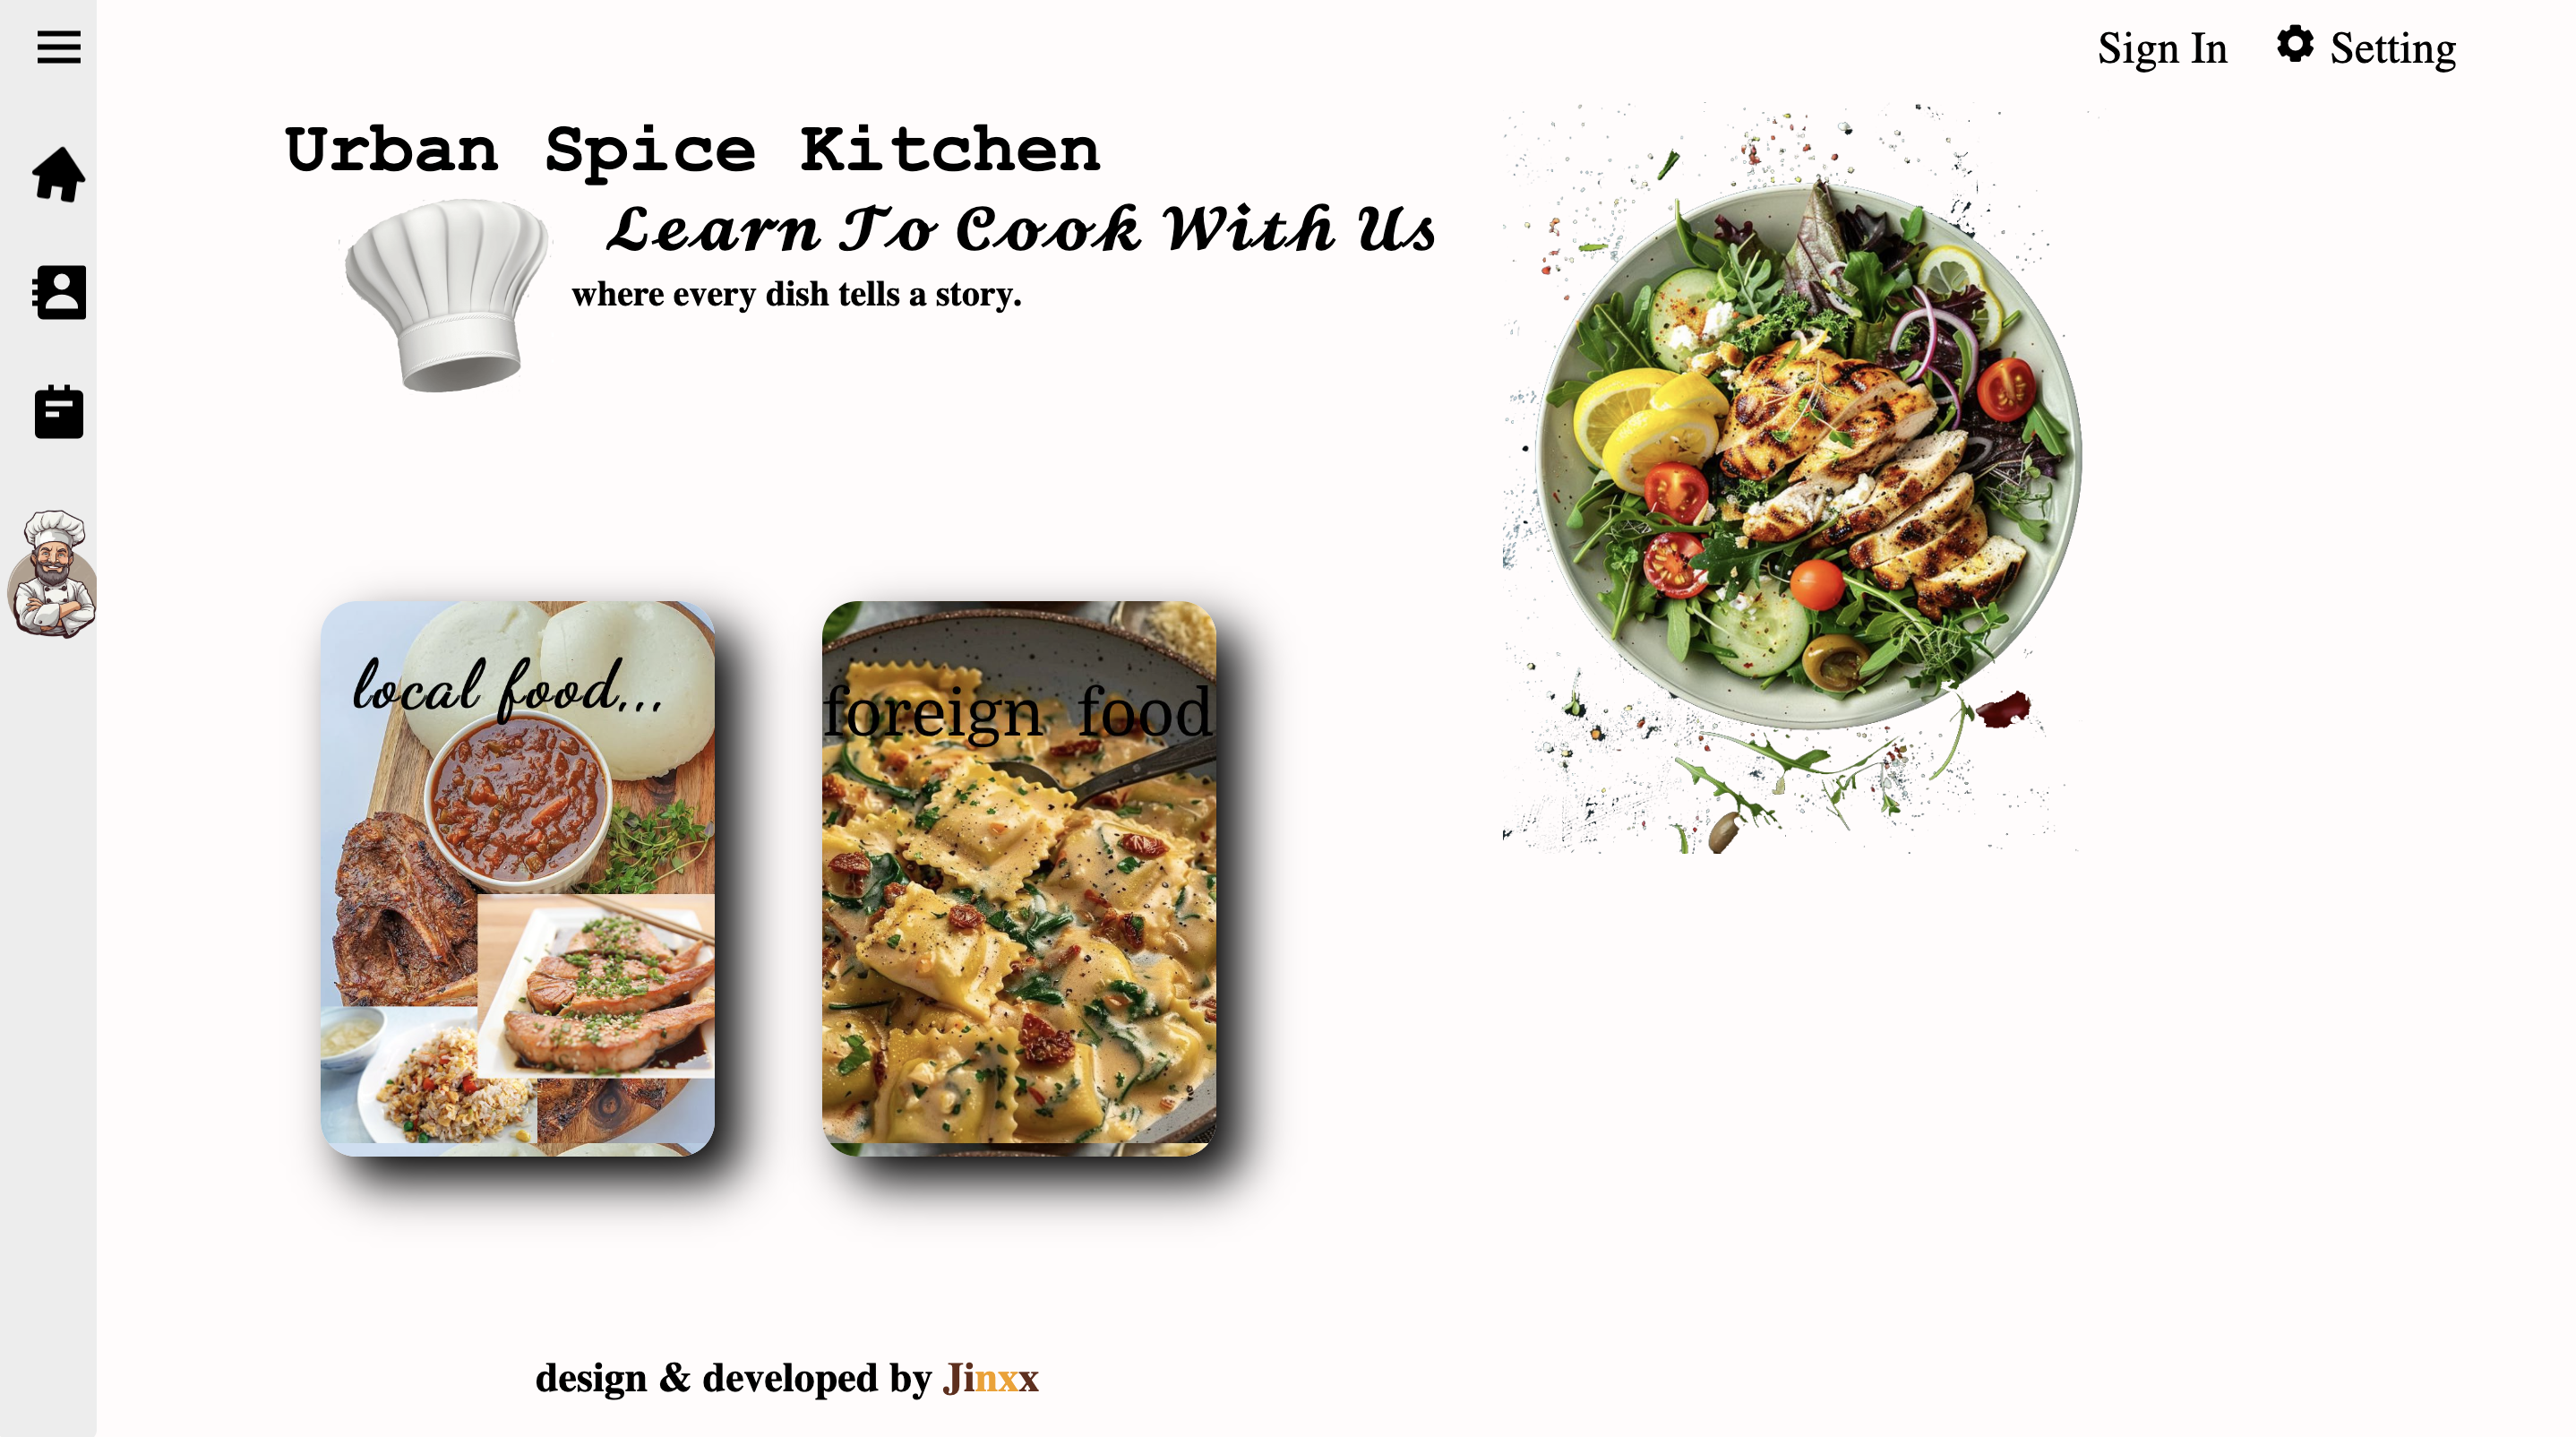 Sign In
Setting
Urban Spice Kitchen
Learn To Cook With Us
where every dish tells a story.
local food...
foreign food
design & developed by Jinxx